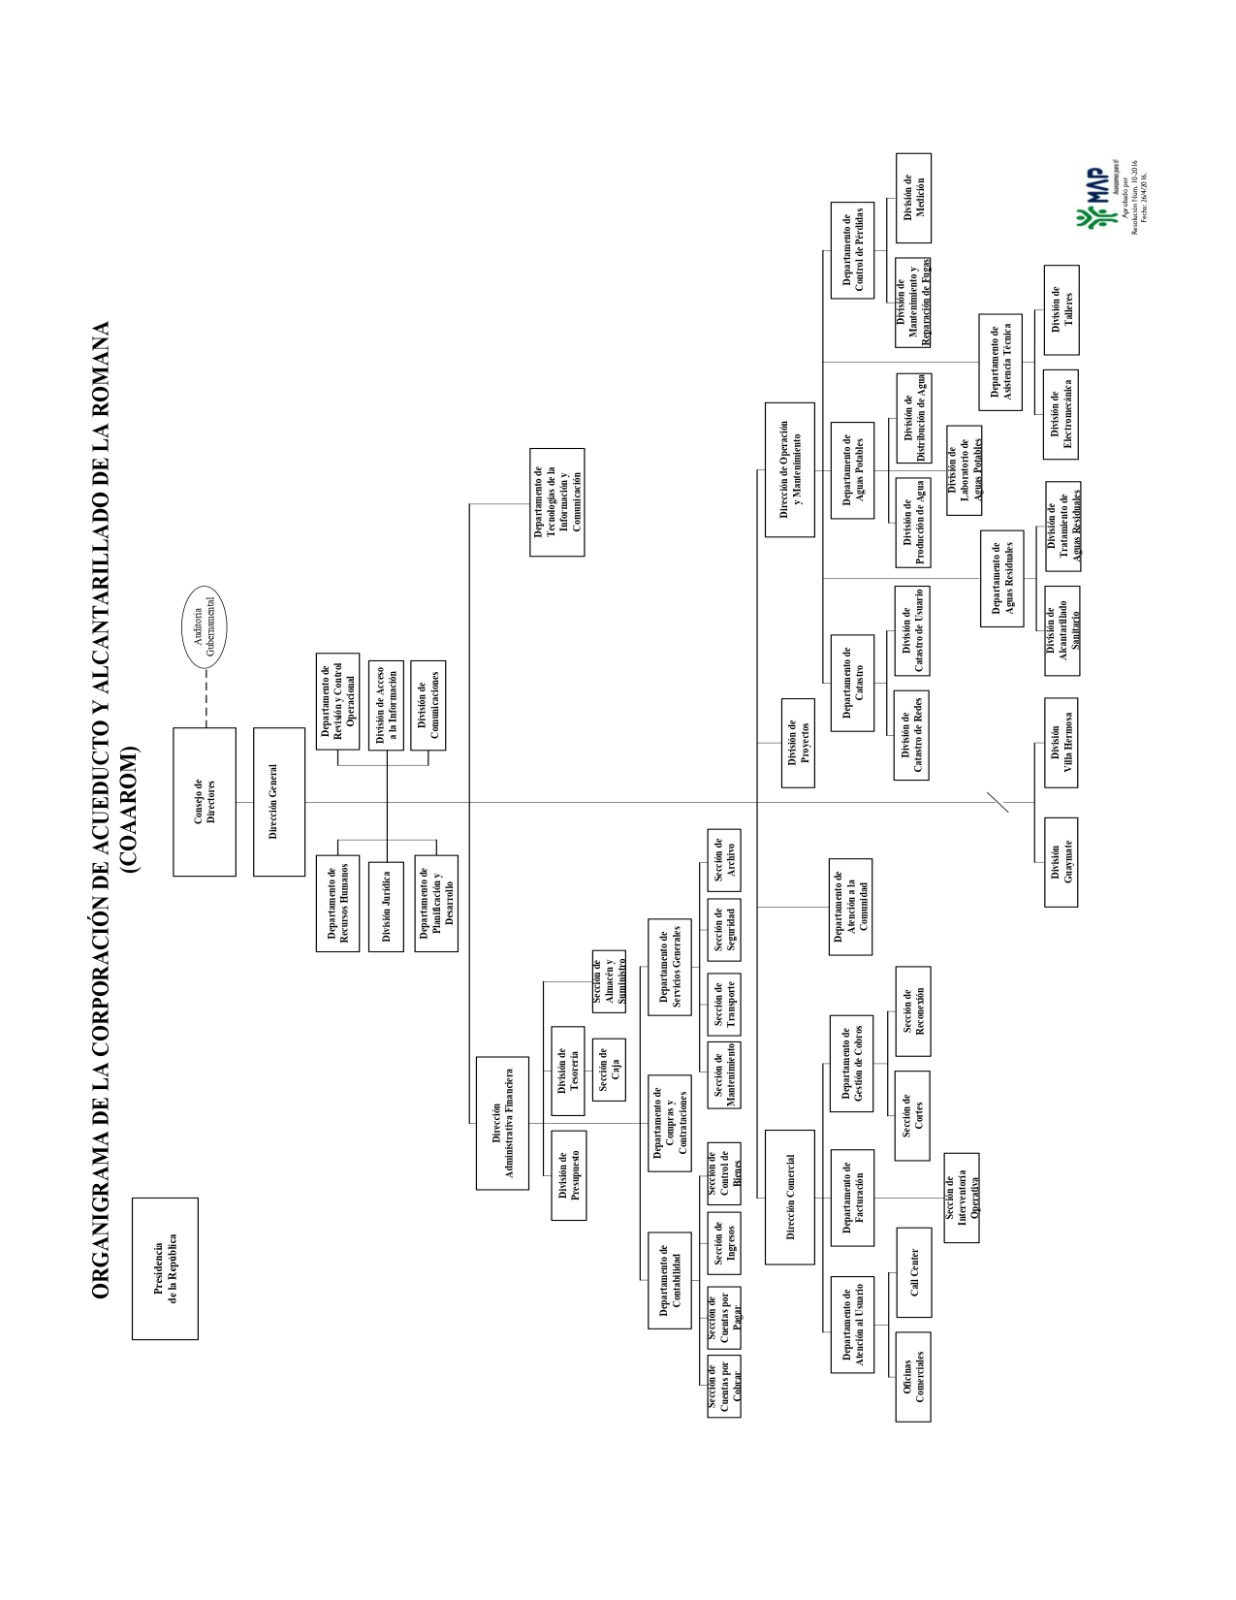 ORGANIGRAMA DE LA CORPORACIÓN DE ACUEDUCTO Y ALCANTARILLADO DE LA ROMANA
(COAAROM)
Presidencia
de la República
Consejo de
Directores
Auditoria
Gubernamental
Dirección General
Departamento de
Recursos Humanos
División Jurídica
Departamento de
Planificación y
Desarrollo
Departamento de
Revisión y Control
Operacional
División de Acceso
a la Información
División de
Comunicaciones
Dirección
Administrativa Financiera
Departamento de
Tecnologías de la
Información y
Comunicación
División de
Presupuesto
División de
Tesorería
Sección de
Caja
Sección de
Almacén y
Suministro
Departamento de
Contabilidad
Departamento de
Compras y
Contrataciones
Departamento de
Servicios Generales
Sección de
Cuentas por
Cobrar
Sección de
Cuentas por
Pagar
Sección de
Ingresos
Sección de
Control de
Bienes
Sección de
Mantenimiento
Sección de
Transporte
Sección de
Seguridad
Sección de
Archivo
Dirección Comercial
División de
Proyectos
Dirección de Operación
y Mantenimiento
Departamento de
Atención al Usuario
Departamento de
Facturación
Departamento de
Gestión de Cobros
Departamento de
Atención a la
Comunidad
Departamento de
Catastro
Departamento de
Aguas Potables
Departamento de
Control de Pérdidas
Oficinas
Comerciales
Call Center
Sección de
Cortes
Sección de
Reconexión
División de
Catastro de Redes
División de
Catastro de Usuario
División de
Producción de Agua
División de
Distribución de Agua
División de
Mantenimiento y
Reparación de Fugas
División de
Medición
Sección de
Interventoría
Operativa
División de
Laboratorio de
Aguas Potables
Departamento de
Aguas Residuales
Departamento de
Asistencia Técnica
División
Guaymate
División
Villa Hermosa
División de
Alcantarillado
Sanitario
División de
Tratamiento de
Aguas Residuales
División de
Electromecánica
División de
Talleres
MAP
Aprobado por
Resolución Núm. 10-2016
Fecha: 26/4/2016.